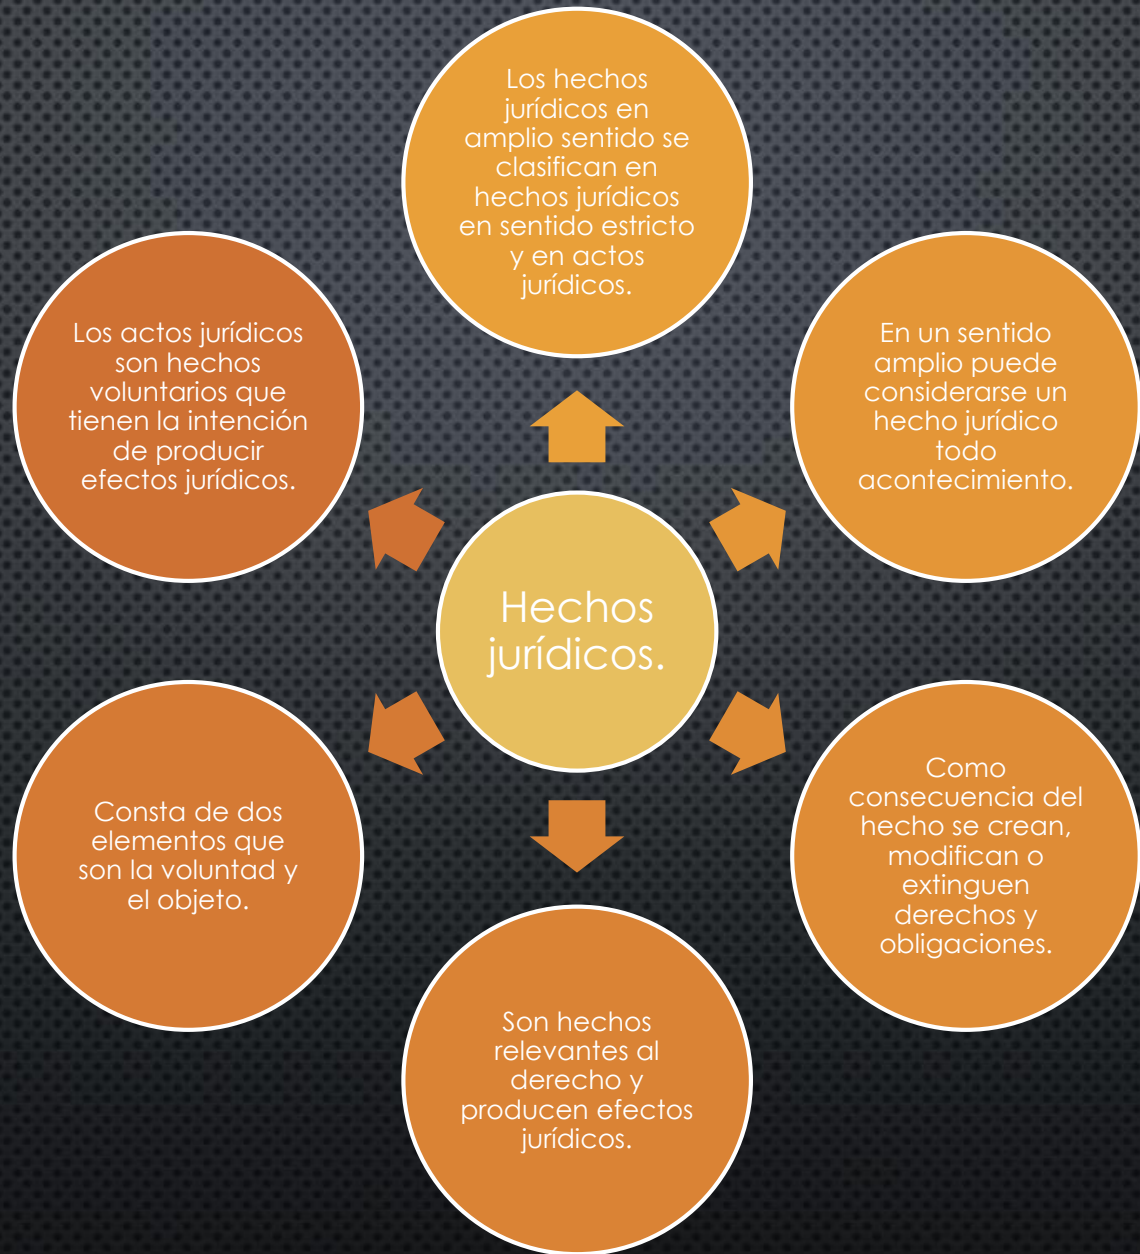 Los hechos
jurídicos en
amplio sentido se
clasifican en
hechos jurídicos
en sentido estricto
y en actos
jurídicos.
En un sentido
amplio puede
considerarse un
hecho jurídico
todo
acontecimiento.
Como
consecuencia del
hecho se crean,
modifican o
extinguen
derechos y
obligaciones.
Son hechos
relevantes al
derecho y
producen efectos
jurídicos.
Consta de dos
elementos que
son la voluntad y
el objeto.
Los actos jurídicos
son hechos
voluntarios que
tienen la intención
de producir
efectos jurídicos.
Hechos
jurídicos.